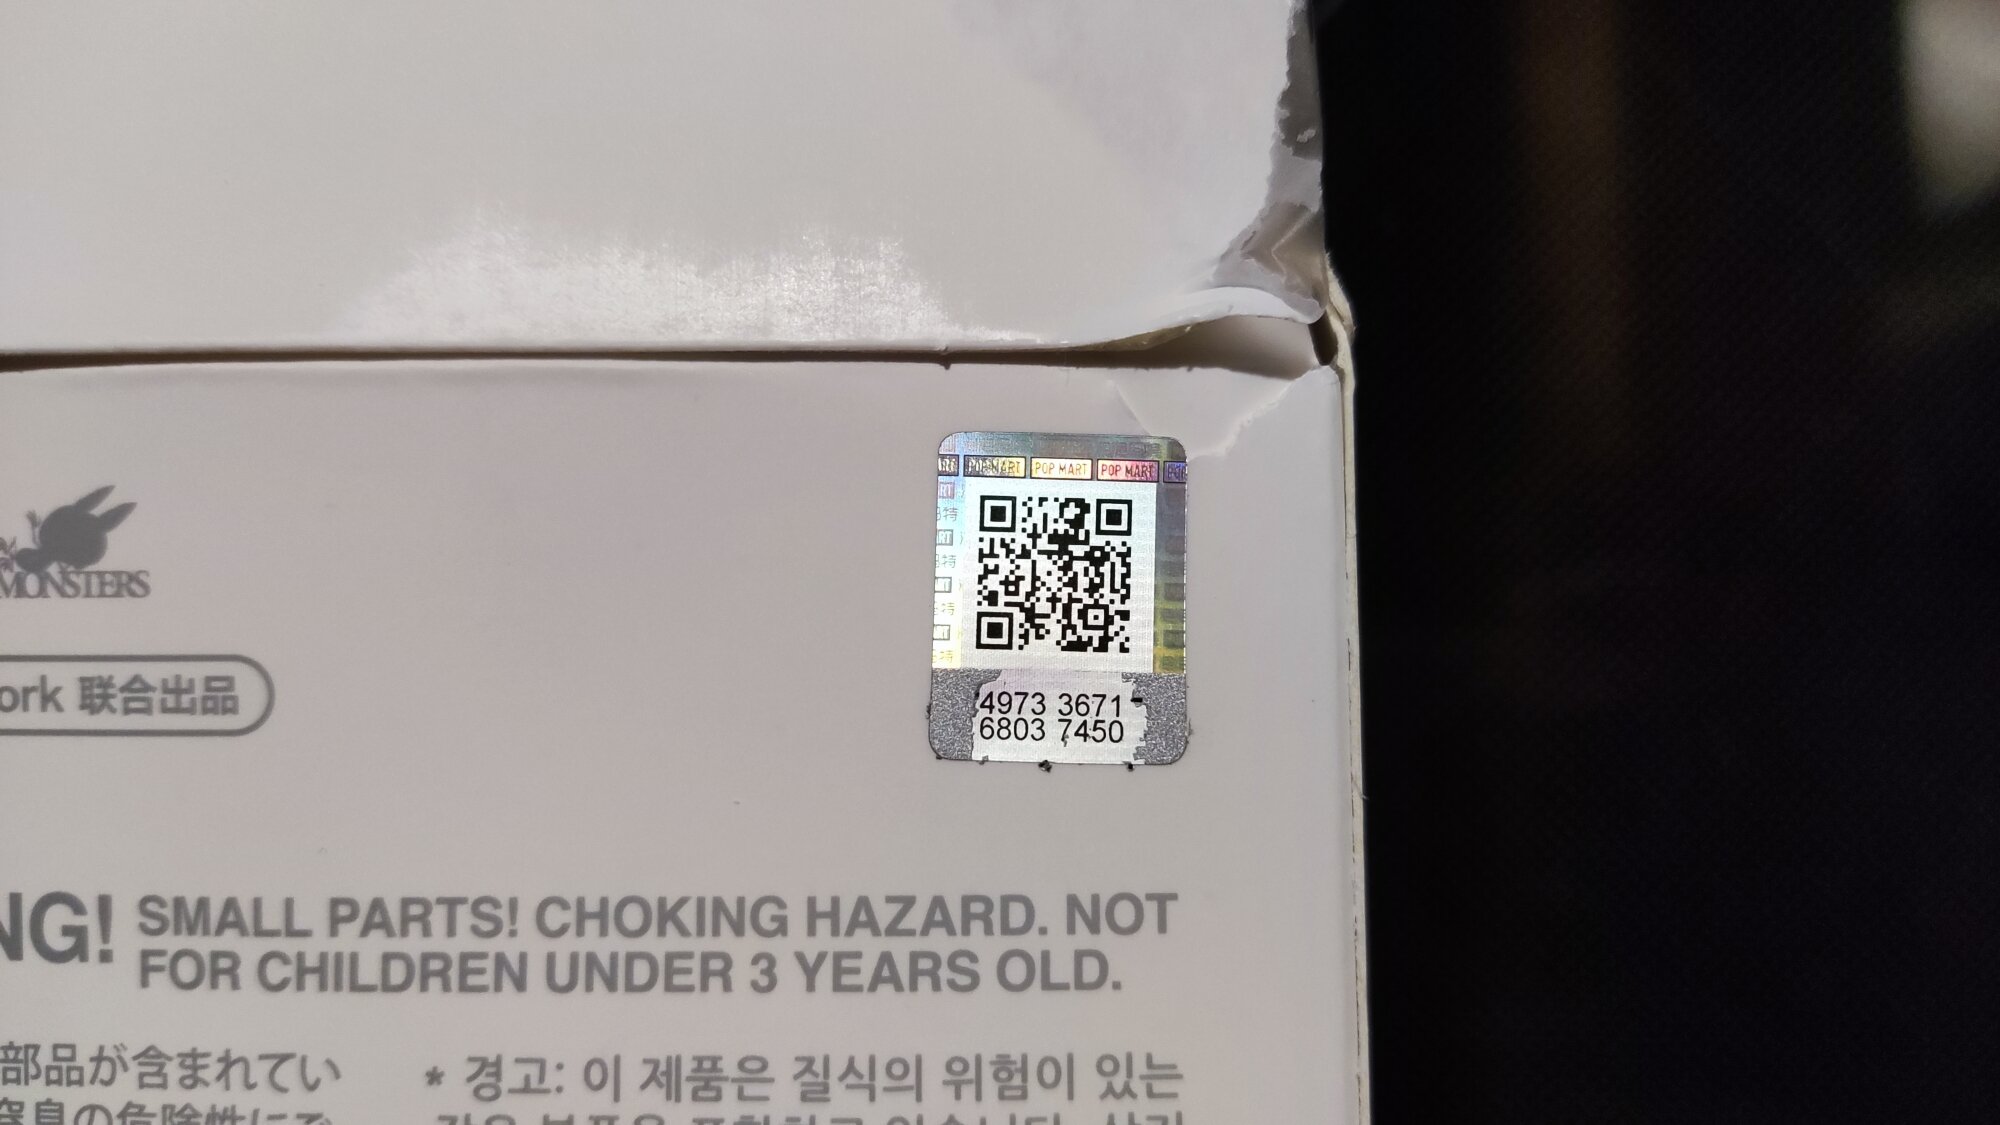 POP MART POP MART POP MART
4973 3671
6803 7450
MONSTERS
ork 联合出品
NG! SMALL PARTS! CHOKING HAZARD. NOT
FOR CHILDREN UNDER 3 YEARS OLD.
部品が含まれてい
* 경고: 이 제품은 질식의 위험이 있는